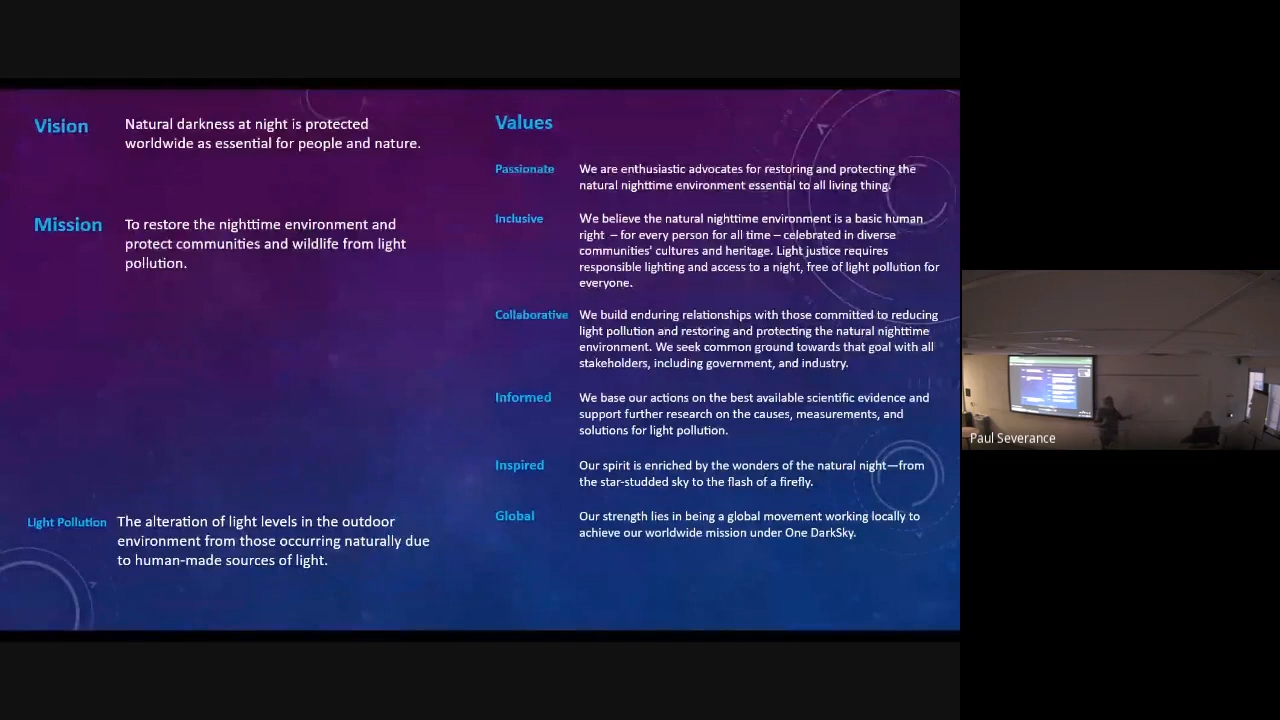 Vision
Natural darkness at night is protected
worldwide as essential for people and nature.
Mission
To restore the nighttime environment and
protect communities and wildlife from light
pollution.
Light Pollution
The alteration of light levels in the outdoor
environment from those occurring naturally due
to human-made sources of light.
Values
Passionate
We are enthusiastic advocates for restoring and protecting the
natural nighttime environment essential to all living thing.
Inclusive
We believe the natural nighttime environment is a basic human
right – for every person for all time – celebrated in diverse
communities' cultures and heritage. Light justice requires
responsible lighting and access to a night, free of light pollution for
everyone.
Collaborative
We build enduring relationships with those committed to reducing
light pollution and restoring and protecting the natural nighttime
environment. We seek common ground towards that goal with all
stakeholders, including government, and industry.
Informed
We base our actions on the best available scientific evidence and
support further research on the causes, measurements, and
solutions for light pollution.
Inspired
Our spirit is enriched by the wonders of the natural night—from
the star-studded sky to the flash of a firefly.
Global
Our strength lies in being a global movement working locally to
achieve our worldwide mission under One DarkSky.
Paul Severance